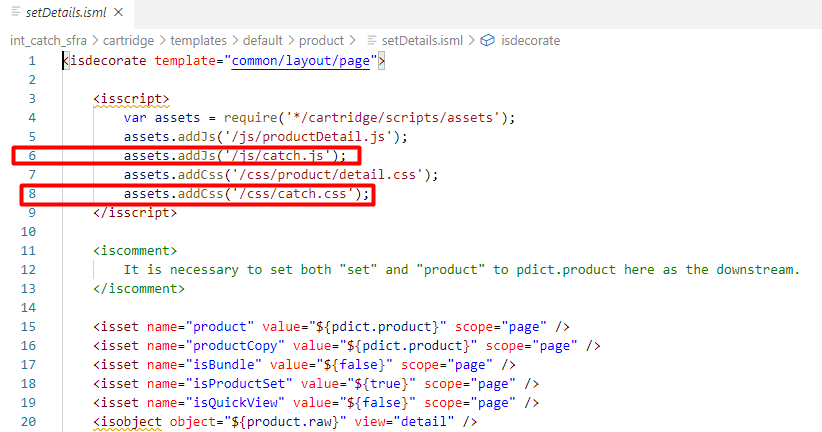 setDetails.isml
int_catch_sfra > cartridge > templates > default > product > setDetails.isml > isdecorate
1 <isdecorate template="common/layout/page">
2
3 <isscript>
4 var assets = require('*/cartridge/scripts/assets');
5 assets.addJs('/js/productDetail.js');
6 assets.addJs('/js/catch.js');
7 assets.addCss('/css/product/detail.css');
8 assets.addCss('/css/catch.css');
9 </isscript>
10
11 <iscomment>
12 It is necessary to set both "set" and "product" to pdict.product here as the downstream.
13 </iscomment>
14
15 <isset name="product" value="${pdict.product}" scope="page" />
16 <isset name="productCopy" value="${pdict.product}" scope="page" />
17 <isset name="isBundle" value="${false}" scope="page" />
18 <isset name="isProductSet" value="${true}" scope="page" />
19 <isset name="isQuickView" value="${false}" scope="page" />
20 <isobject object="${product.raw}" view="detail" />